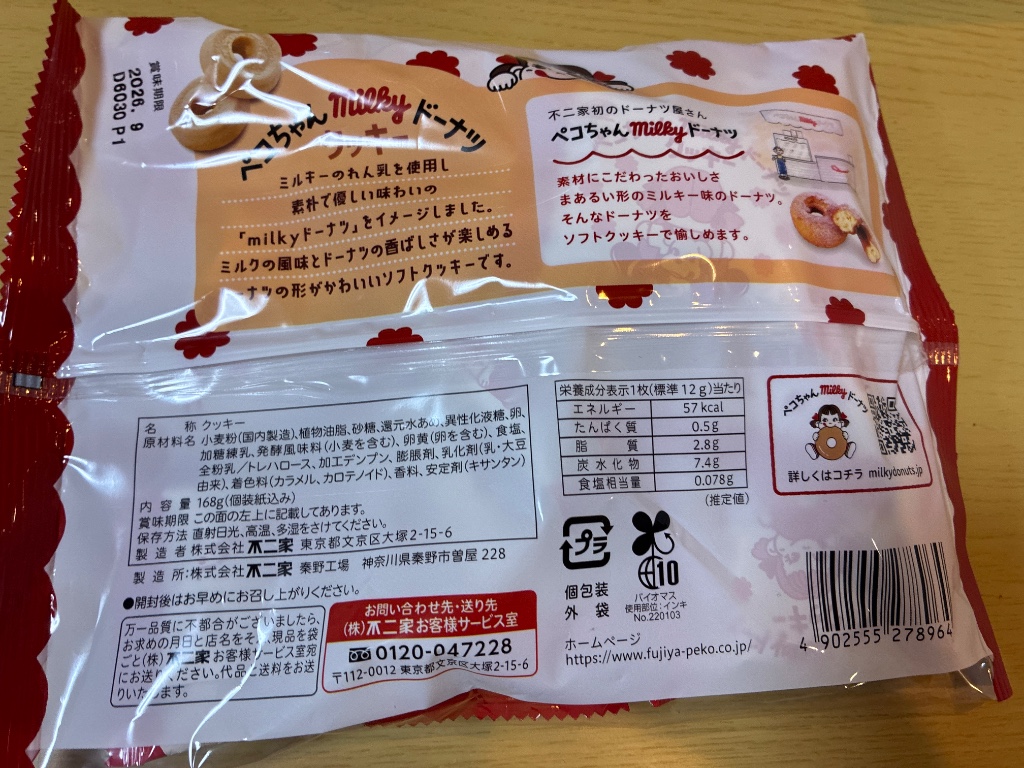 賞味期限
2026. 9
D6030 P1
ペコちゃんmilkyドーナツ
クッキー
ミルキーのれん乳を使用し
素朴で優しい味わいの
「milkyドーナツ」をイメージしました。
ミルクの風味とドーナツの香ばしさが楽しめる
ーナツの形がかわいいソフトクッキーです。
不二家初のドーナツ屋さん
ペコちゃんmilkyドーナツ
素材にこだわったおいしさ
まあるい形のミルキー味のドーナツ。
そんなドーナツを
ソフトクッキーで愉しめます。
名 称 クッキー
原材料名 小麦粉(国内製造)、植物油脂、砂糖、還元水あめ、異性化液糖、卵、
加糖練乳、発酵風味料(小麦を含む)、卵黄(卵を含む)、食塩、
全粉乳/トレハロース、加工デンプン、膨脹剤、乳化剤(乳・大豆
由来)、着色料(カラメル、カロテノイド)、香料、安定剤(キサンタン)
内 容 量 168g(個装紙込み)
賞味期限 この面の左上に記載してあります。
保存方法 直射日光、高温、多湿をさけてください。
製 造 者 株式会社 不二家 東京都文京区大塚2-15-6
製 造 所:株式会社 不二家 秦野工場 神奈川県秦野市曽屋 228
●開封後はお早めにお召し上がりください。
万一品質に不都合がございましたら、
お求めの月日と店名をそえ、現品を袋
ごと(株)不二家お客様サービス室宛
にお送りください。代品と送料をお送
りいたします。
お問い合わせ先・送り先
(株)不二家お客様サービス室
0120-047228
〒112-0012 東京都文京区大塚2-15-6
栄養成分表示1枚(標準12g)当たり
エネルギー 57kcal
たんぱく質 0.5g
脂質 2.8g
炭水化物 7.4g
食塩相当量 0.078g
(推定値)
プラ
個包装
外 袋
10
バイオマス
使用部位:インキ
No.220103
ホームページ
https://www.fujiya-peko.co.jp/
ペコちゃんmilkyドーナツ
詳しくはコチラ milkydonuts.jp
4 902555 278964